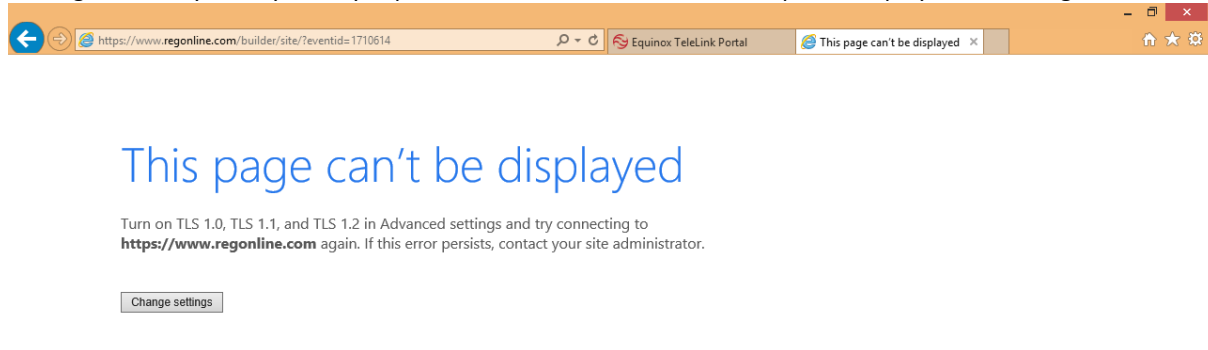 https://www.regonline.com/builder/site/?eventid=1710614
Equinox TeleLink Portal
This page can't be displayed
This page can't be displayed
Turn on TLS 1.0, TLS 1.1, and TLS 1.2 in Advanced settings and try connecting to
https://www.regonline.com again. If this error persists, contact your site administrator.
Change settings